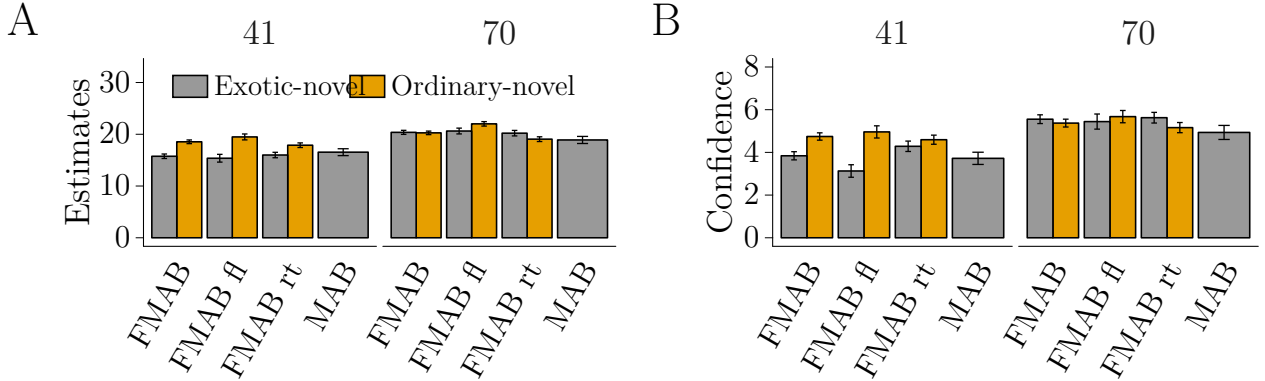 A
41
70
Estimates
30
20
10
0
Exotic-novel
Ordinary-novel
FMAB
FMAB fl
FMAB rt
MAB
FMAB
FMAB fl
FMAB rt
MAB
B
41
70
Confidence
8
6
4
2
0
FMAB
FMAB fl
FMAB rt
MAB
FMAB
FMAB fl
FMAB rt
MAB